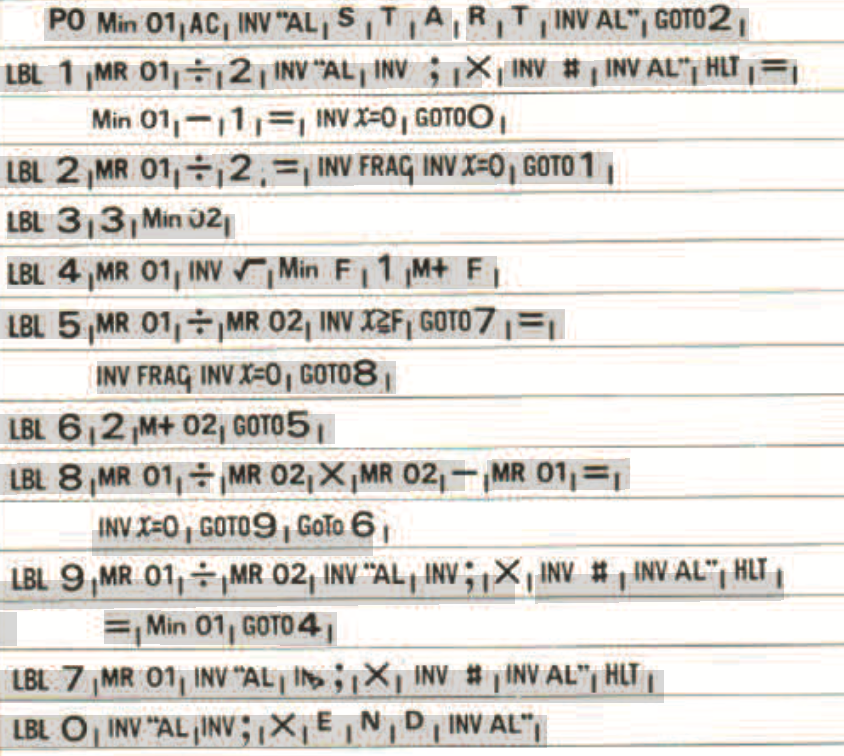 P0 Min 01, AC, INV "AL, S, T, A, R, T, INV AL", GOTO 2,
LBL 1, MR 01, ÷, 2, INV "AL, INV ;, ×, INV #, INV AL", HLT, =,
Min 01, −, 1, =, INV X=0, GOTO 0,
LBL 2, MR 01, ÷, 2, =, INV FRAC, INV X=0, GOTO 1,
LBL 3, 3, Min 02,
LBL 4, MR 01, INV √, Min F, 1, M+ F,
LBL 5, MR 01, ÷, MR 02, INV X≧F, GOTO 7, =,
INV FRAC, INV X=0, GOTO 8,
LBL 6, 2, M+ 02, GOTO 5,
LBL 8, MR 01, ÷, MR 02, ×, MR 02, −, MR 01, =,
INV X=0, GOTO 9, GoTo 6,
LBL 9, MR 01, ÷, MR 02, INV "AL, INV ;, ×, INV #, INV AL", HLT,
=, Min 01, GOTO 4,
LBL 7, MR 01, INV "AL, INV ;, ×, INV #, INV AL", HLT,
LBL 0, INV "AL, INV ;, ×, E, N, D, INV AL",